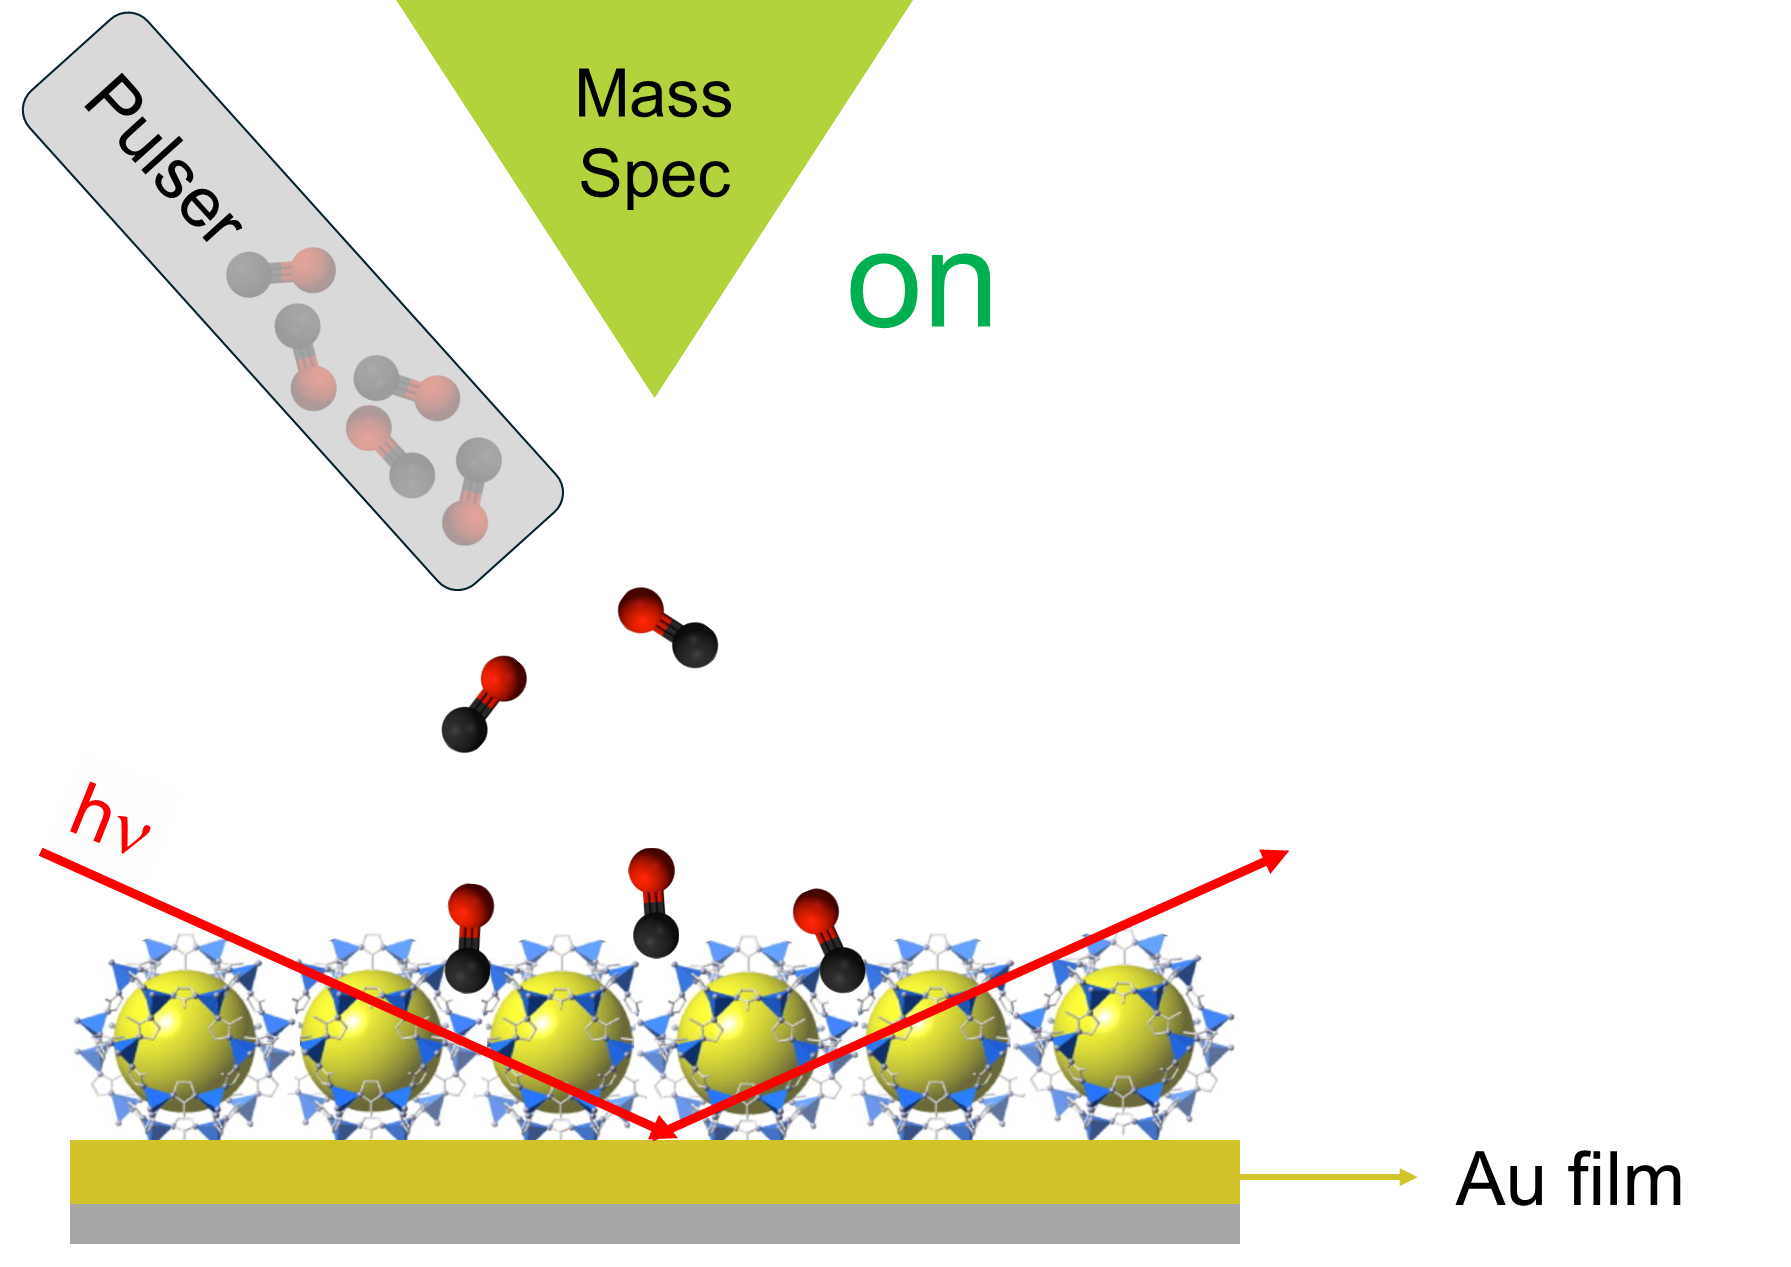 Pulser
Mass
Spec
on
hν
Au film